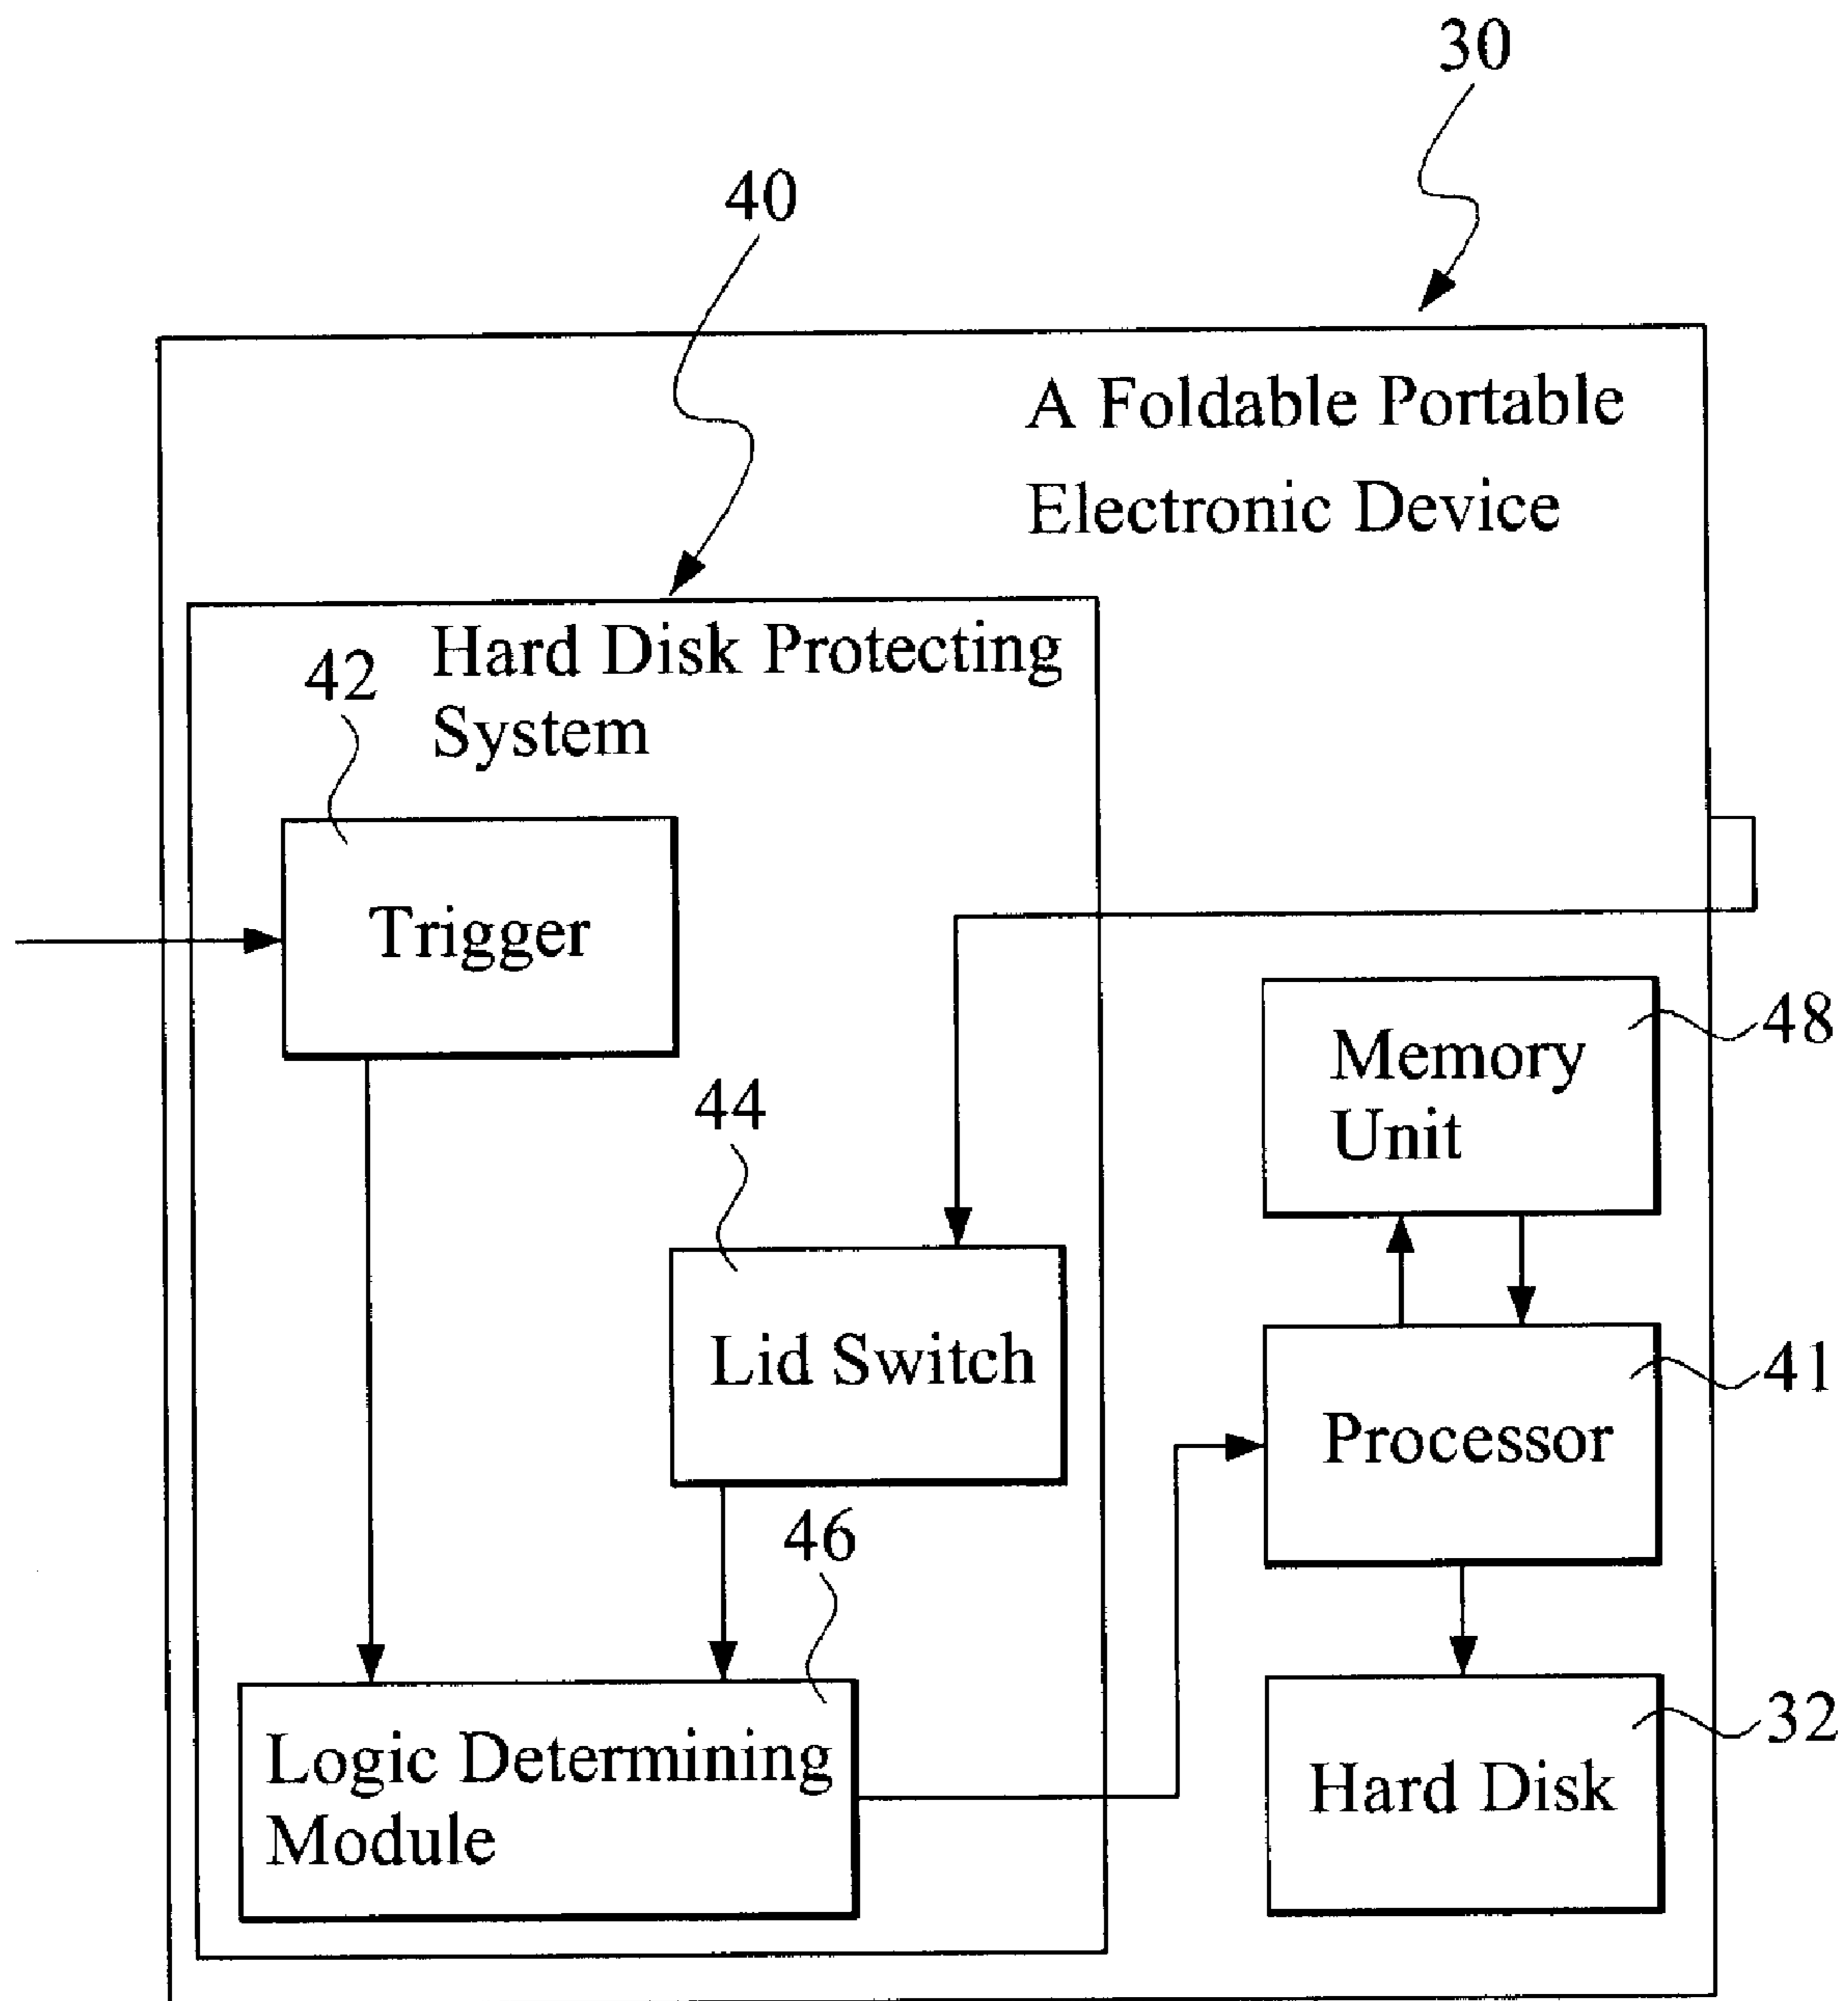 30
40
A Foldable Portable
Electronic Device
Hard Disk Protecting
System
42
Trigger
48
Memory
Unit
44
Lid Switch
41
Processor
46
Logic Determining
Module
32
Hard Disk